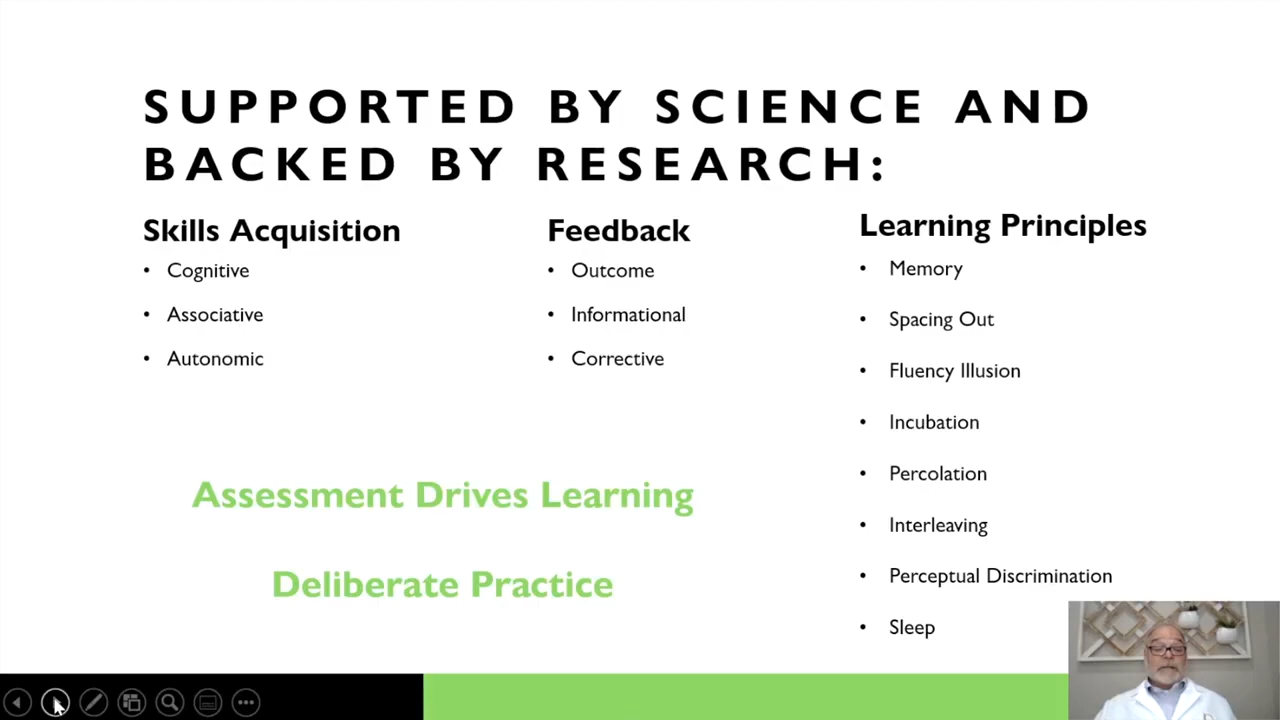 SUPPORTED BY SCIENCE AND
BACKED BY RESEARCH:
Skills Acquisition
• Cognitive
• Associative
• Autonomic
Feedback
• Outcome
• Informational
• Corrective
Learning Principles
• Memory
• Spacing Out
• Fluency Illusion
• Incubation
• Percolation
• Interleaving
• Perceptual Discrimination
• Sleep
Assessment Drives Learning
Deliberate Practice